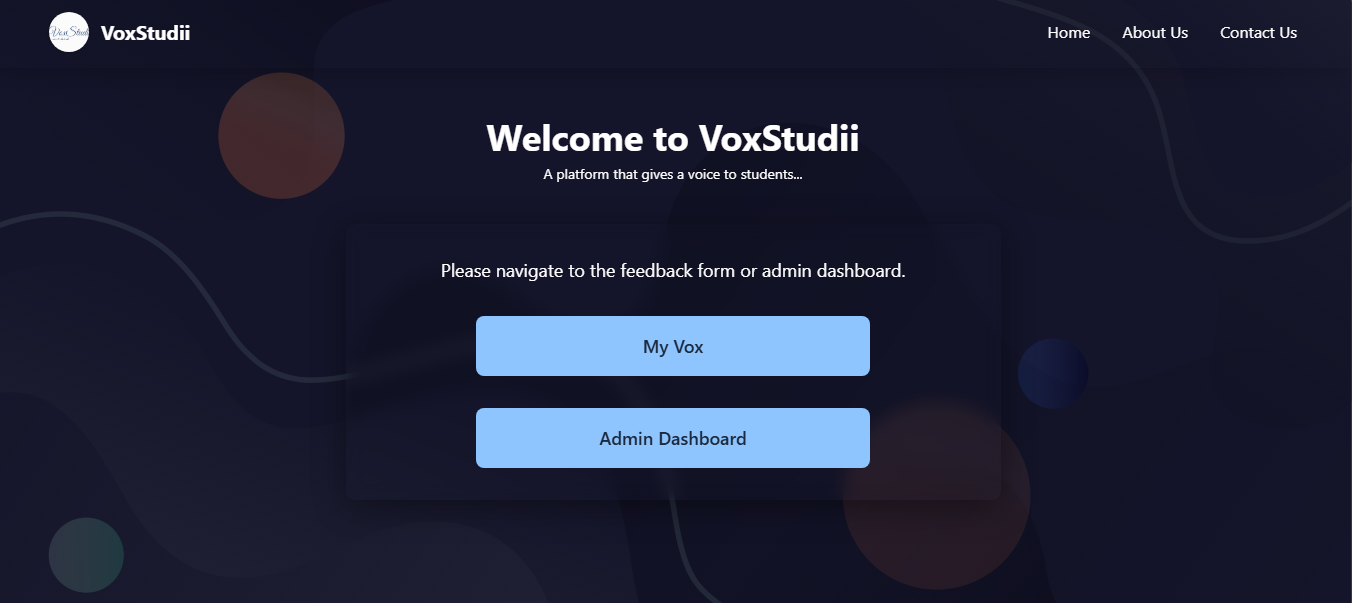 VoxStudii
Home
About Us
Contact Us
Welcome to VoxStudii
A platform that gives a voice to students...
Please navigate to the feedback form or admin dashboard.
My Vox
Admin Dashboard